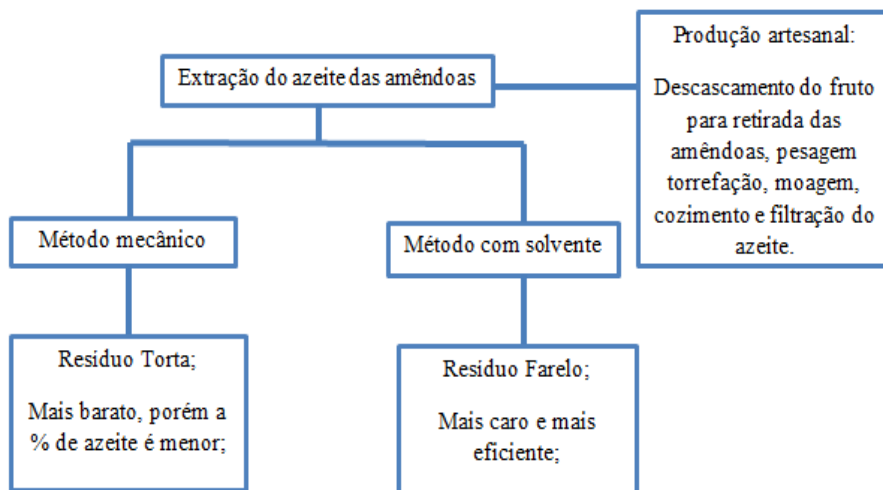 Extração do azeite das amêndoas
Produção artesanal:
Descascamento do fruto
para retirada das
amêndoas, pesagem
torrefação, moagem,
cozimento e filtração do
azeite.
Método mecânico
Método com solvente
Resíduo Torta;
Mais barato, porém a
% de azeite é menor;
Resíduo Farelo;
Mais caro e mais
eficiente;